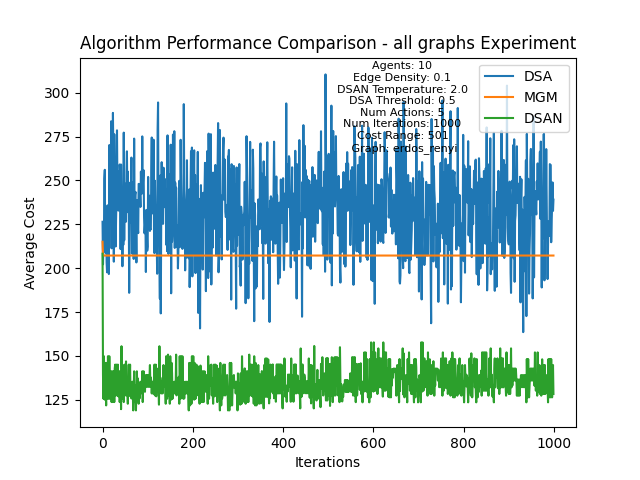 Algorithm Performance Comparison - all graphs Experiment
Agents: 10
Edge Density: 0.1
DSAN Temperature: 2.0
DSA Threshold: 0.5
Num Actions: 5
Num Iterations: 1000
Cost Range: 501
Graph: erdos_renyi
DSA
MGM
DSAN
Average Cost
300
275
250
225
200
175
150
125
0
200
400
600
800
1000
Iterations